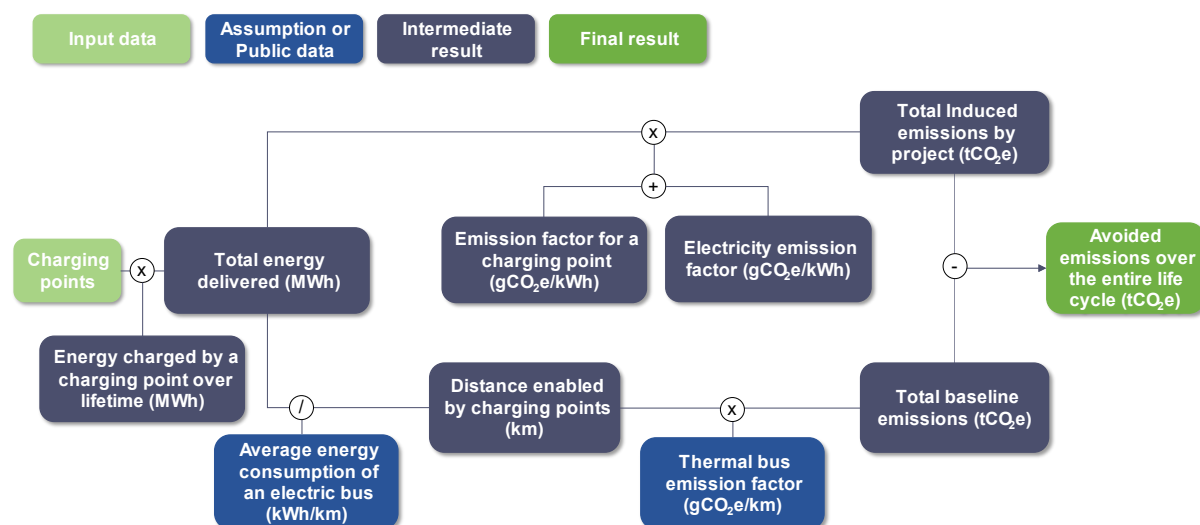 Input data
Assumption or
Public data
Intermediate
result
Final result
Total Induced
emissions by
project (tCO₂e)
x
+
Emission factor for a
charging point
(gCO₂e/kWh)
Electricity emission
factor (gCO₂e/kWh)
Charging
points
x
Total energy
delivered (MWh)
-
Avoided
emissions over
the entire life
cycle (tCO₂e)
Energy charged by a
charging point over
lifetime (MWh)
/
Distance enabled
by charging points
(km)
x
Total baseline
emissions (tCO₂e)
Average energy
consumption of
an electric bus
(kWh/km)
Thermal bus
emission factor
(gCO₂e/km)